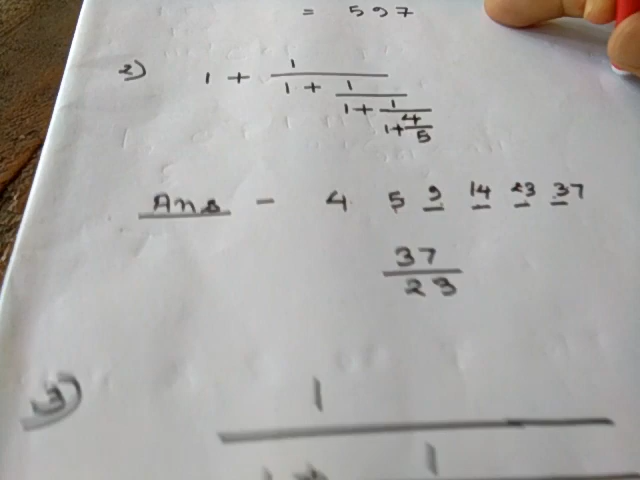 = 597
2) 1 + 1
1 + 1
1 + 1
1 + 4
5
Ans - 4 5 9 14 23 37
37
23
3) 1
1 + 1